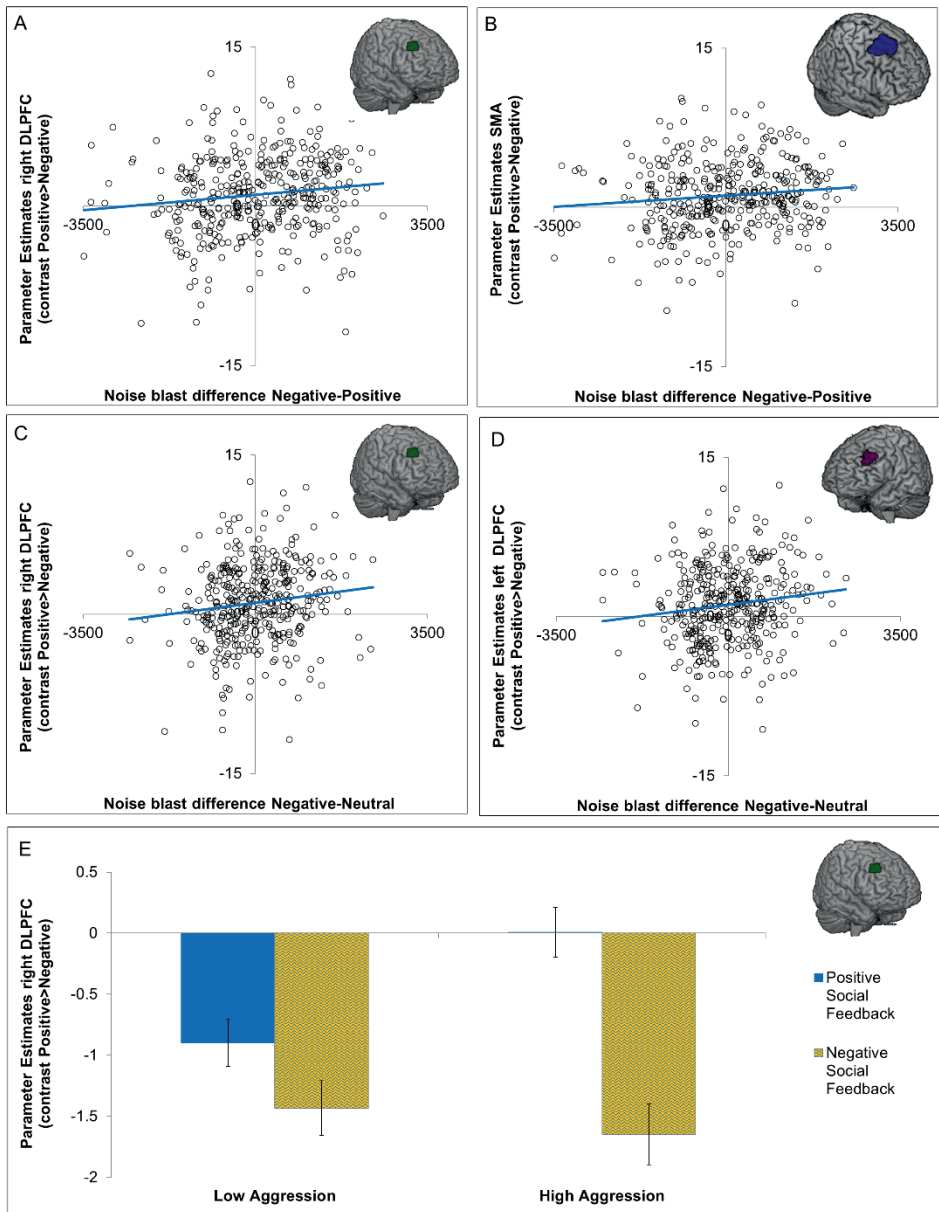 A
15
Parameter Estimates right DLPFC
(contrast Positive>Negative)
-3500
0
3500
-15
Noise blast difference Negative-Positive
B
15
Parameter Estimates SMA
(contrast Positive>Negative)
-3500
0
3500
-15
Noise blast difference Negative-Positive
C
15
Parameter Estimates right DLPFC
(contrast Positive>Negative)
-3500
0
3500
-15
Noise blast difference Negative-Neutral
D
15
Parameter Estimates left DLPFC
(contrast Positive>Negative)
-3500
0
3500
-15
Noise blast difference Negative-Neutral
E
Parameter Estimates right DLPFC
(contrast Positive>Negative)
0.5
0
-0.5
-1
-1.5
-2
Low Aggression
High Aggression
Positive
Social
Feedback
Negative
Social
Feedback